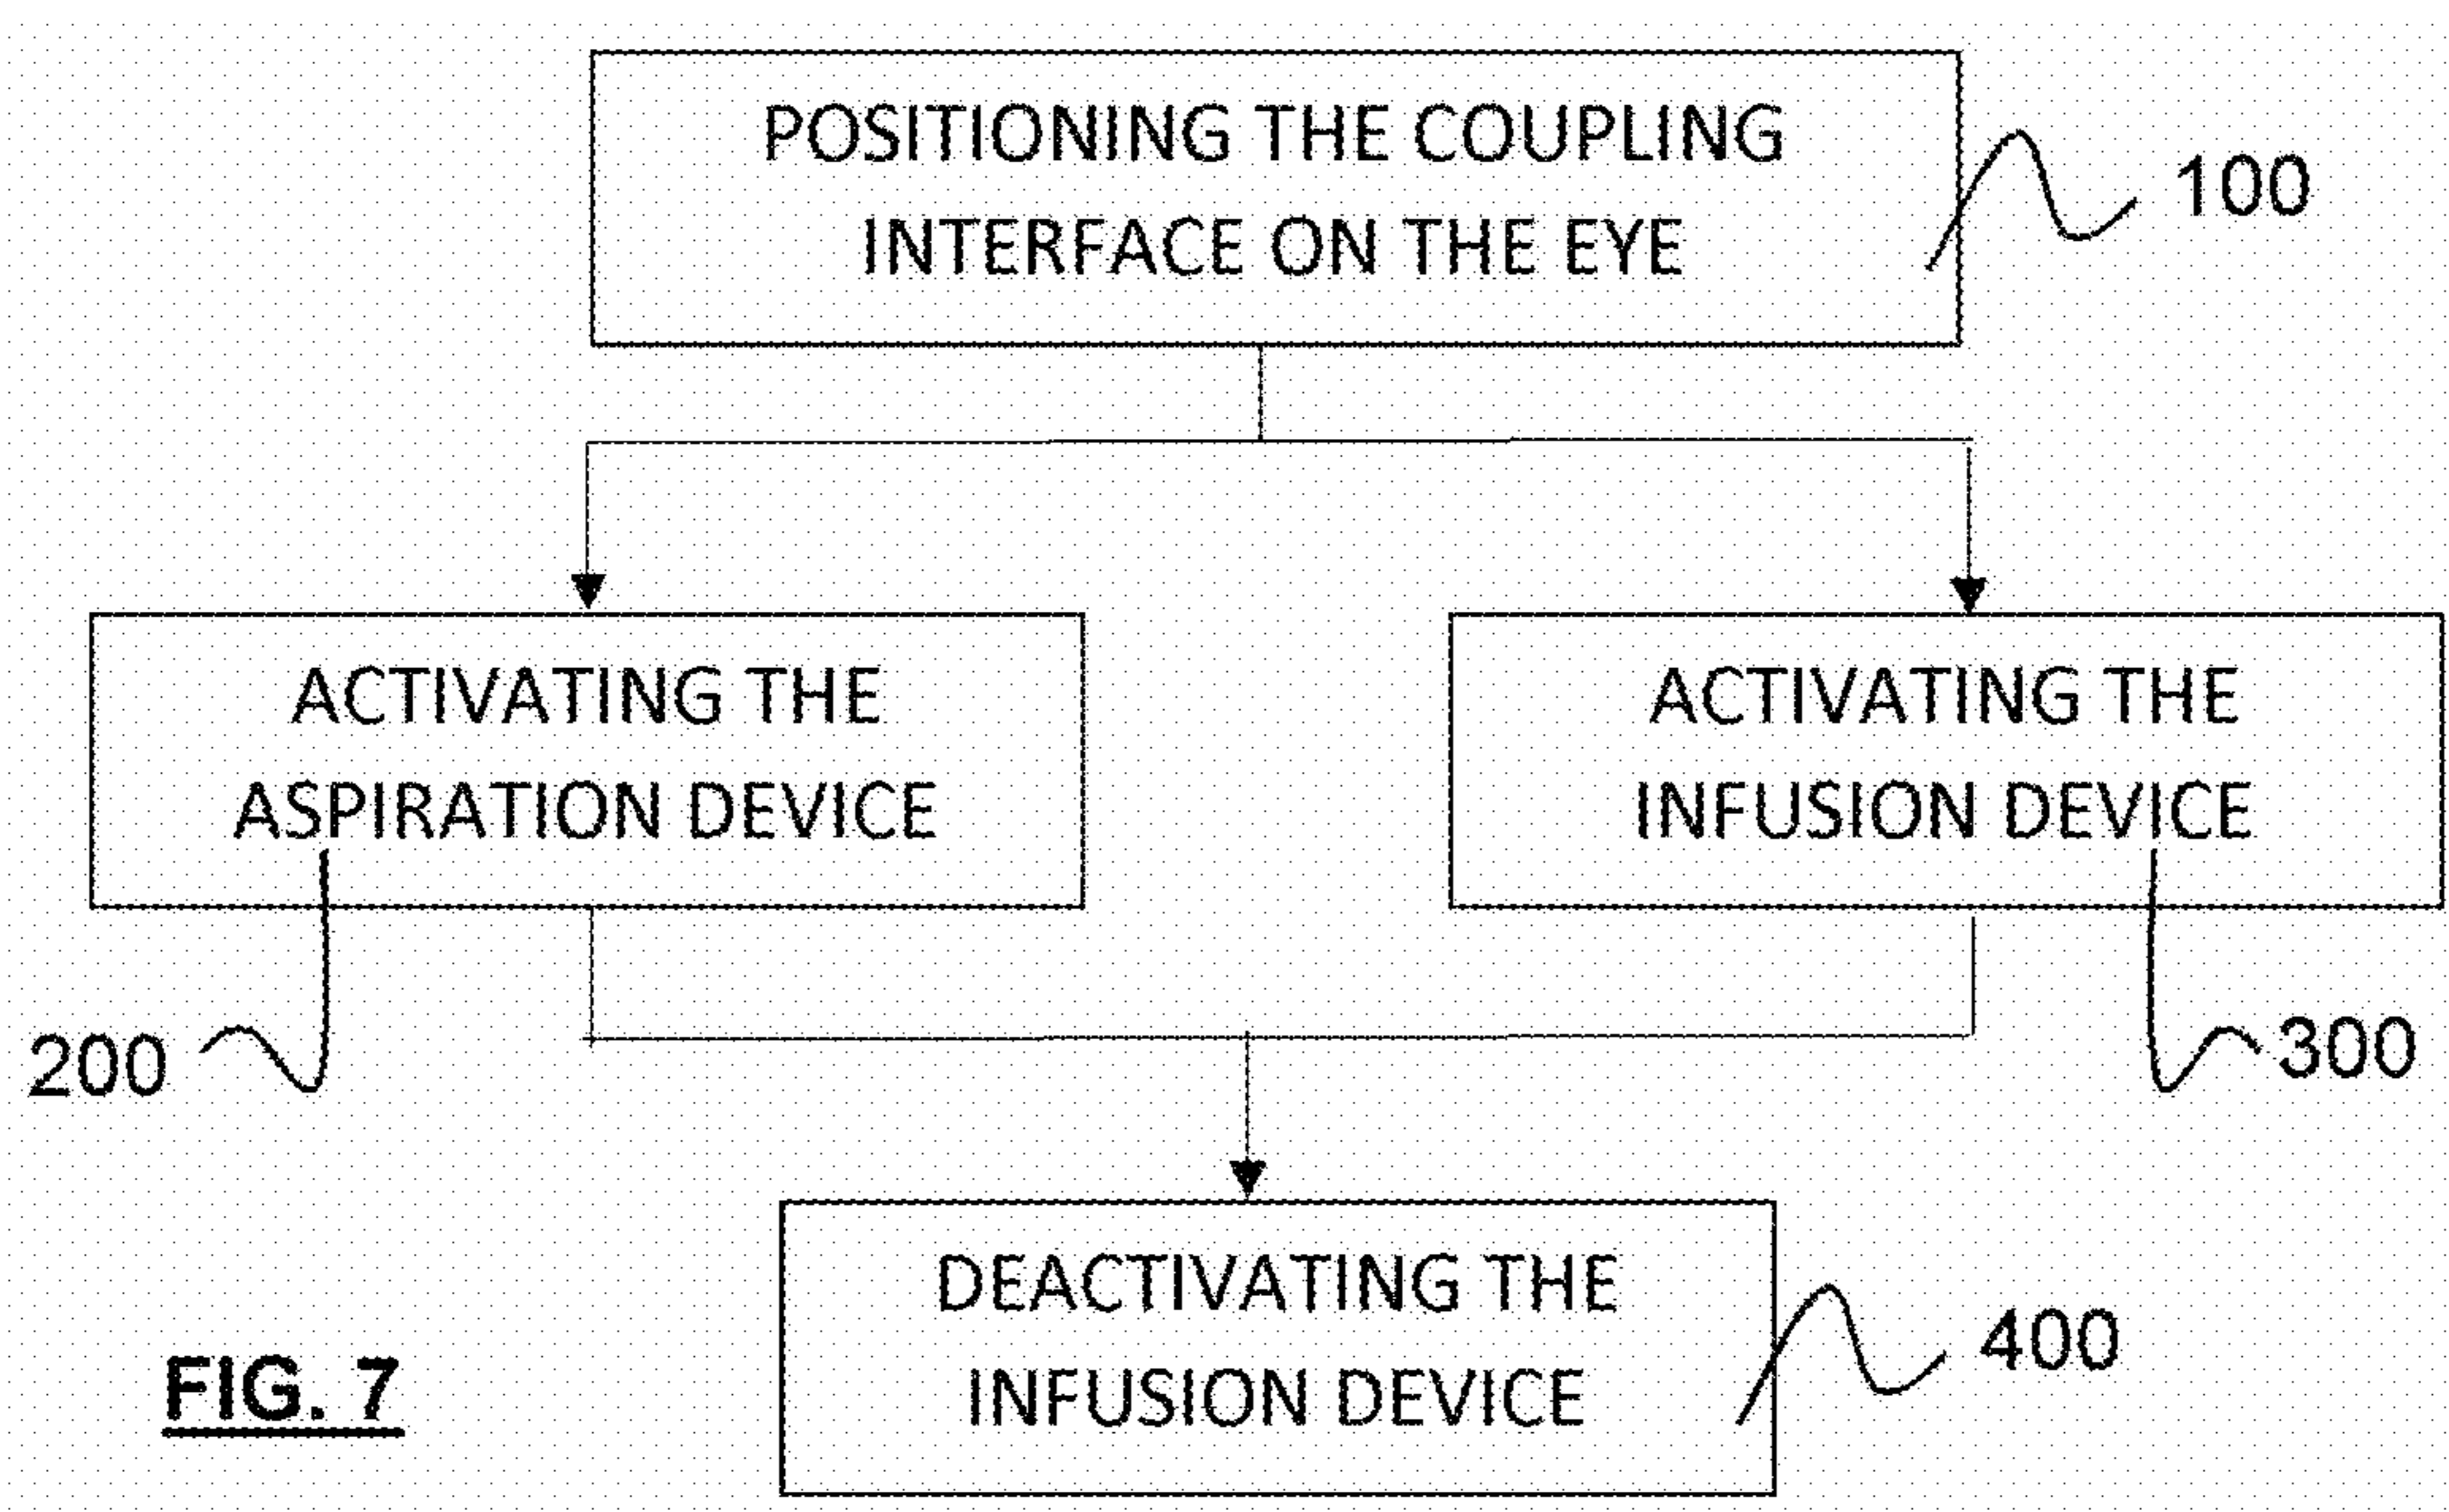 POSITIONING THE COUPLING
INTERFACE ON THE EYE
100
ACTIVATING THE
ASPIRATION DEVICE
200
ACTIVATING THE
INFUSION DEVICE
300
DEACTIVATING THE
INFUSION DEVICE
400
FIG. 7